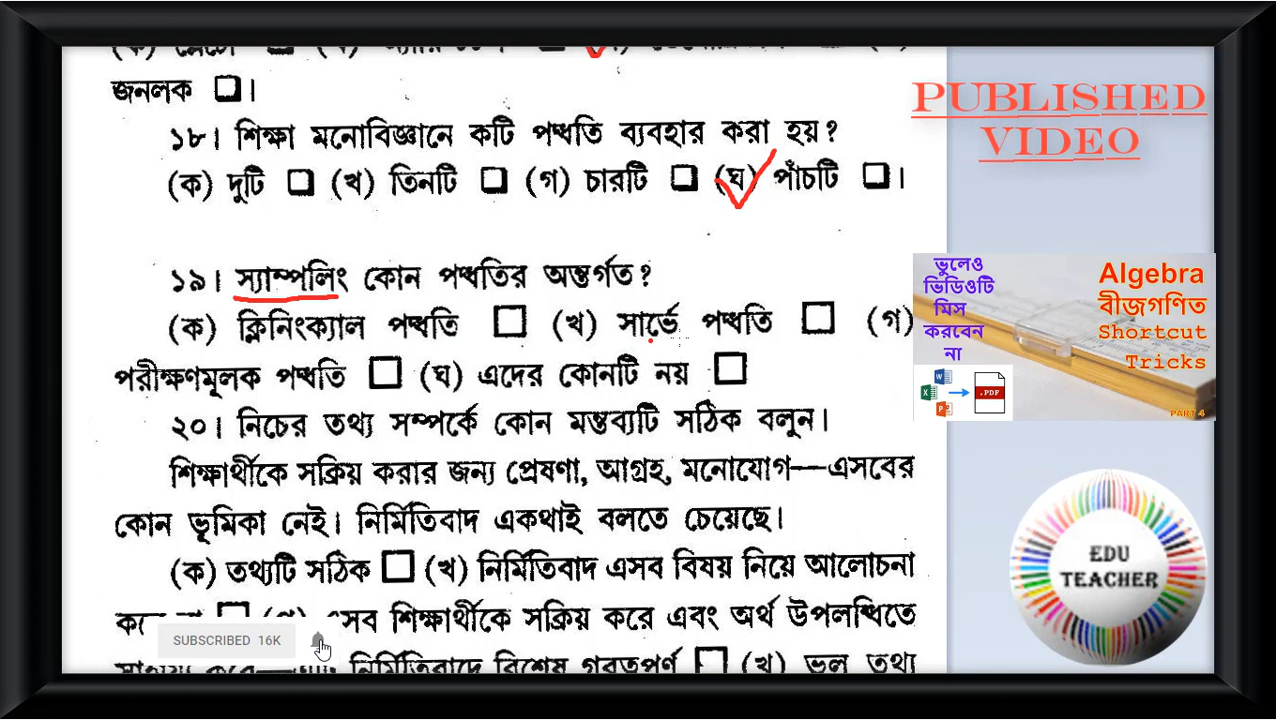 জনলক □।
১৮। শিক্ষা মনোবিজ্ঞানে কটি পদ্ধতি ব্যবহার করা হয়?
(ক) দুটি □ (খ) তিনটি □ (গ) চারটি □ (ঘ) পাঁচটি □।
১৯। স্যাম্পলিং কোন পদ্ধতির অন্তর্গত?
(ক) ক্লিনিংক্যাল পদ্ধতি □ (খ) সার্ভে পদ্ধতি □ (গ)
পরীক্ষণমূলক পদ্ধতি □ (ঘ) এদের কোনটি নয় □
২০। নিচের তথ্য সম্পর্কে কোন মন্তব্যটি সঠিক বলুন।
শিক্ষার্থীকে সক্রিয় করার জন্য প্রেষণা, আগ্রহ, মনোযোগ—এসবের
কোন ভূমিকা নেই। নির্মিতিবাদ একথাই বলতে চেয়েছে।
(ক) তথ্যটি সঠিক □ (খ) নির্মিতিবাদ এসব বিষয় নিয়ে আলোচনা
সব শিক্ষার্থীকে সক্রিয় করে এবং অর্থ উপলব্ধিতে
নির্মিতিবাদে বিশেষ □ (খ) ভুল তথ্য
SUBSCRIBED 16K
PUBLISHED
VIDEO
ভুলেও
ভিডিওটি
মিস
করবেন
না
Algebra
বীজগণিত
Shortcut
Tricks
.PDF
PART 4
EDU
TEACHER